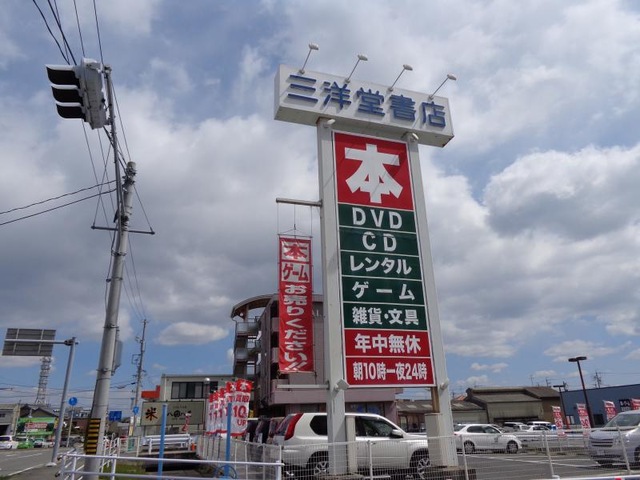 三洋堂書店
本
DVD
CD
レンタル
ゲーム
雑貨・文具
年中無休
朝10時ー夜24時
本
ゲーム
お売りください!!
米